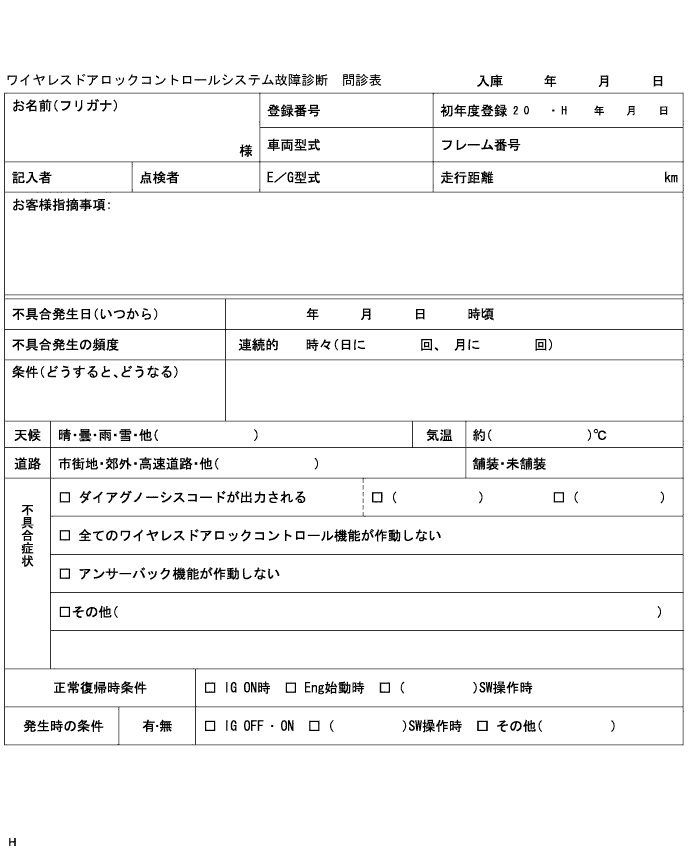 ワイヤレスドアロックコントロールシステム故障診断　問診表　入庫　年　月　日
お名前(フリガナ)
様
登録番号
初年度登録20　・H　年　月　日
車両型式
フレーム番号
記入者
点検者
E／G型式
走行距離　km
お客様指摘事項:
不具合発生日(いつから)　年　月　日　時頃
不具合発生の頻度　連続的　時々(日に　回、月に　回)
条件(どうすると、どうなる)
天候　晴・曇・雨・雪・他(　)　気温　約(　)℃
道路　市街地・郊外・高速道路・他(　)　舗装・未舗装
不具合症状
□ ダイアグノーシスコードが出力される　□ (　)　□ (　)
□ 全てのワイヤレスドアロックコントロール機能が作動しない
□ アンサーバック機能が作動しない
□その他(　)
正常復帰時条件　□ IG ON時　□ Eng始動時　□ (　)SW操作時
発生時の条件　有・無　□ IG OFF・ON　□ (　)SW操作時　□ その他(　)
H